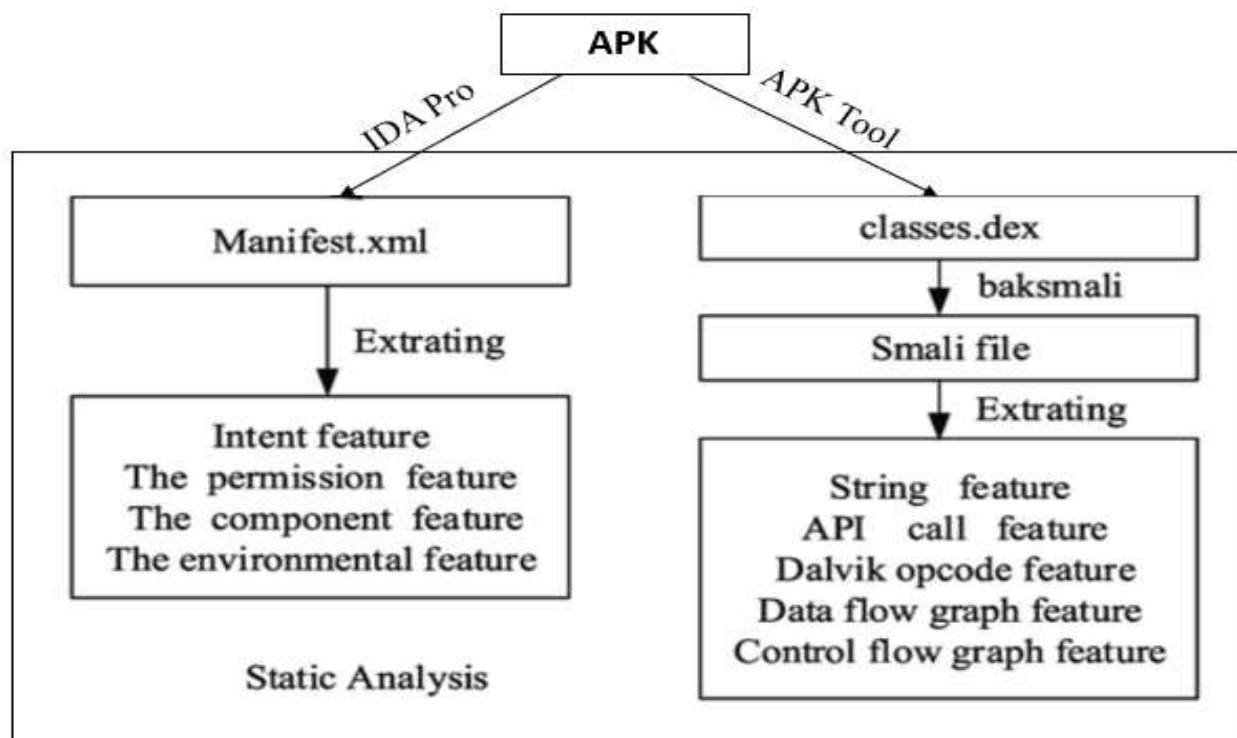 APK
IDA Pro
APK Tool
Manifest.xml
Extrating
Intent feature
The permission feature
The component feature
The environmental feature
Static Analysis
classes.dex
baksmali
Smali file
Extrating
String feature
API call feature
Dalvik opcode feature
Data flow graph feature
Control flow graph feature